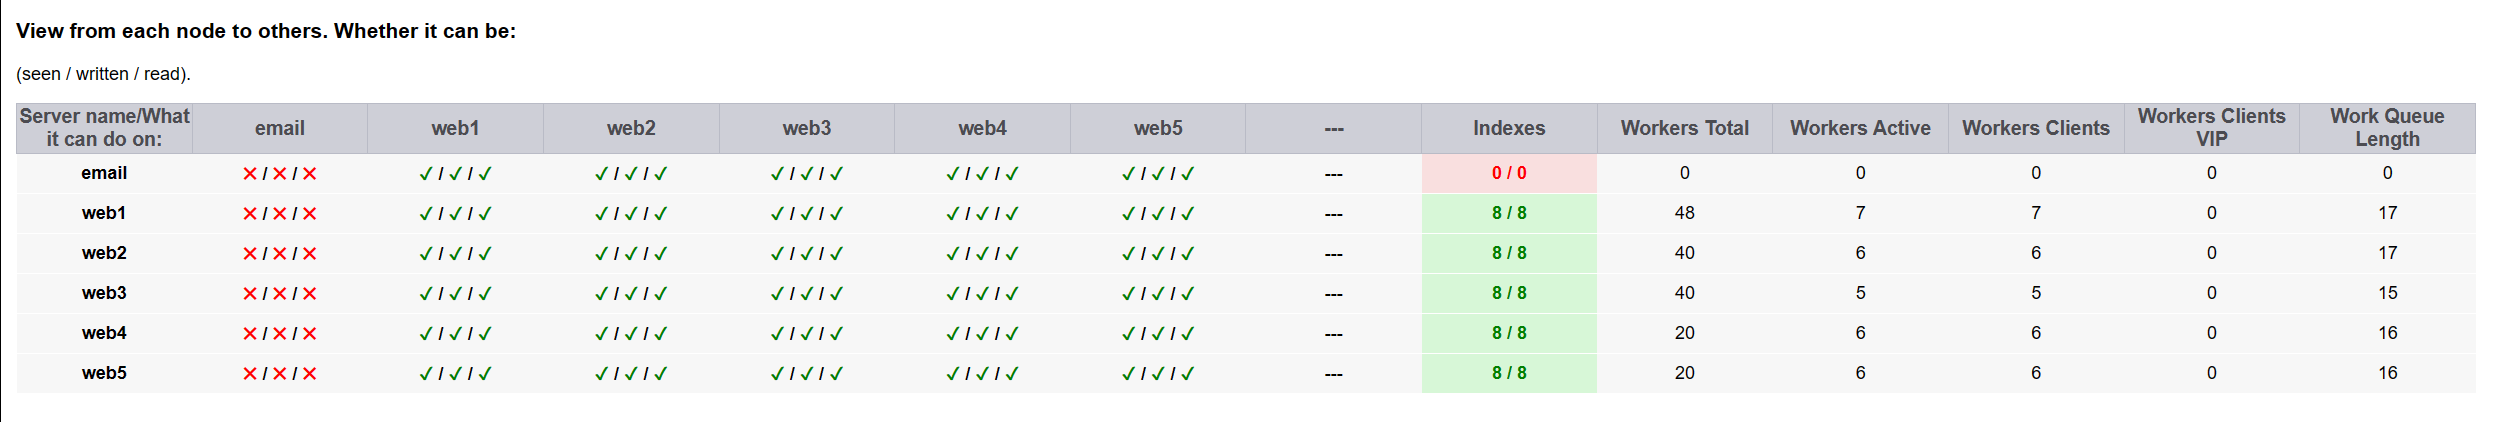 View from each node to others. Whether it can be:
(seen / written / read).
Server name/What it can do on: email web1 web2 web3 web4 web5 --- Indexes Workers Total Workers Active Workers Clients Workers Clients VIP Work Queue Length
email ✕ / ✕ / ✕ ✓ / ✓ / ✓ ✓ / ✓ / ✓ ✓ / ✓ / ✓ ✓ / ✓ / ✓ ✓ / ✓ / ✓ --- 0 / 0 0 0 0 0 0
web1 ✕ / ✕ / ✕ ✓ / ✓ / ✓ ✓ / ✓ / ✓ ✓ / ✓ / ✓ ✓ / ✓ / ✓ ✓ / ✓ / ✓ --- 8 / 8 48 7 7 0 17
web2 ✕ / ✕ / ✕ ✓ / ✓ / ✓ ✓ / ✓ / ✓ ✓ / ✓ / ✓ ✓ / ✓ / ✓ ✓ / ✓ / ✓ --- 8 / 8 40 6 6 0 17
web3 ✕ / ✕ / ✕ ✓ / ✓ / ✓ ✓ / ✓ / ✓ ✓ / ✓ / ✓ ✓ / ✓ / ✓ ✓ / ✓ / ✓ --- 8 / 8 40 5 5 0 15
web4 ✕ / ✕ / ✕ ✓ / ✓ / ✓ ✓ / ✓ / ✓ ✓ / ✓ / ✓ ✓ / ✓ / ✓ ✓ / ✓ / ✓ --- 8 / 8 20 6 6 0 16
web5 ✕ / ✕ / ✕ ✓ / ✓ / ✓ ✓ / ✓ / ✓ ✓ / ✓ / ✓ ✓ / ✓ / ✓ ✓ / ✓ / ✓ --- 8 / 8 20 6 6 0 16